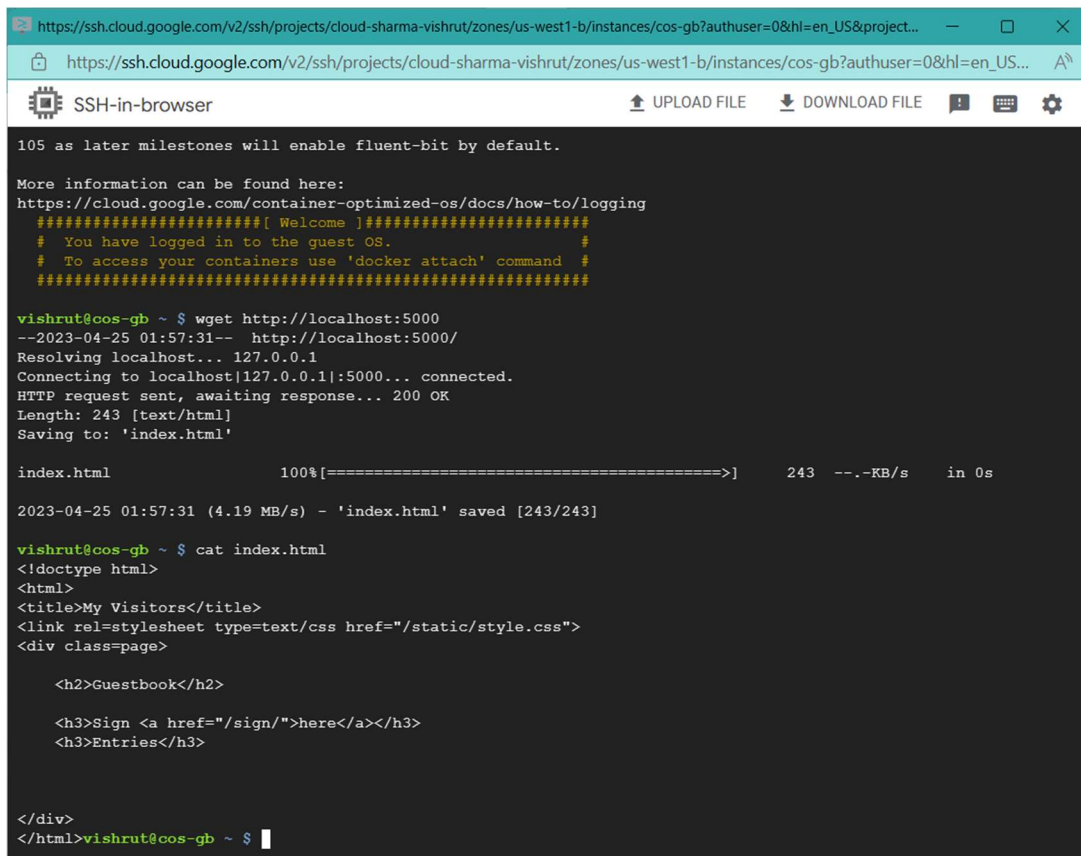 https://ssh.cloud.google.com/v2/ssh/projects/cloud-sharma-vishrut/zones/us-west1-b/instances/cos-gb?authuser=0&hl=en_US&project...
https://ssh.cloud.google.com/v2/ssh/projects/cloud-sharma-vishrut/zones/us-west1-b/instances/cos-gb?authuser=0&hl=en_US...
SSH-in-browser UPLOAD FILE DOWNLOAD FILE
105 as later milestones will enable fluent-bit by default.
More information can be found here:
https://cloud.google.com/container-optimized-os/docs/how-to/logging
########################[ Welcome ]########################
# You have logged in to the guest OS. #
# To access your containers use 'docker attach' command #
###########################################################
vishrut@cos-gb ~ $ wget http://localhost:5000
--2023-04-25 01:57:31-- http://localhost:5000/
Resolving localhost... 127.0.0.1
Connecting to localhost|127.0.0.1|:5000... connected.
HTTP request sent, awaiting response... 200 OK
Length: 243 [text/html]
Saving to: 'index.html'
index.html 100%[==========================================>] 243 --.-KB/s in 0s
2023-04-25 01:57:31 (4.19 MB/s) - 'index.html' saved [243/243]
vishrut@cos-gb ~ $ cat index.html
<!doctype html>
<html>
<title>My Visitors</title>
<link rel=stylesheet type=text/css href="/static/style.css">
<div class=page>
<h2>Guestbook</h2>
<h3>Sign <a href="/sign/">here</a></h3>
<h3>Entries</h3>
</div>
</html>vishrut@cos-gb ~ $